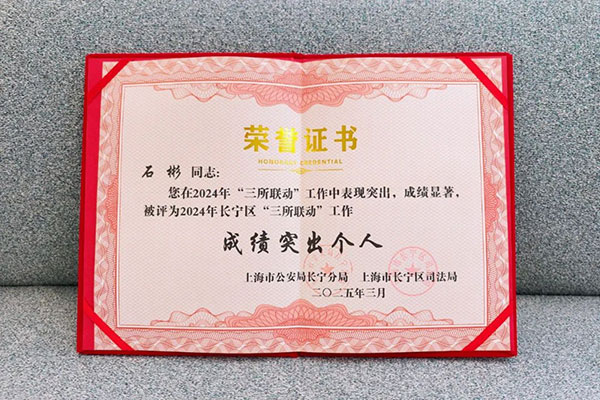 荣誉证书
HONORARY CREDENTIAL
石彬 同志:
您在2024年“三所联动”工作中表现突出，成绩显著，
被评为2024年长宁区“三所联动”工作
成绩突出个人
上海市公安局长宁分局 上海市长宁区司法局
二〇二五年三月